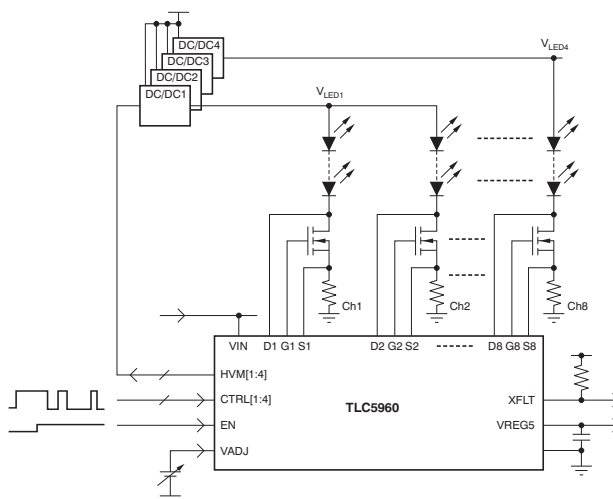 DC/DC4
DC/DC3
DC/DC2
DC/DC1
VLED4
VLED1
Ch1
Ch2
Ch8
VIN
D1 G1 S1
D2 G2 S2
D8 G8 S8
HVM[1:4]
CTRL[1:4]
TLC5960
XFLT
EN
VREG5
VADJ